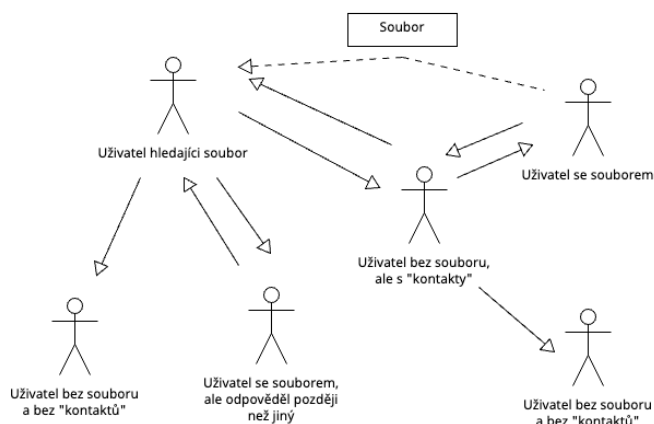 Soubor
Uživatel hledajíci soubor
Uživatel se souborem
Uživatel bez souboru,
ale s "kontakty"
Uživatel bez souboru
a bez "kontaktů"
Uživatel se souborem,
ale odpověděl později
než jiný
Uživatel bez souboru
a bez "kontaktů"